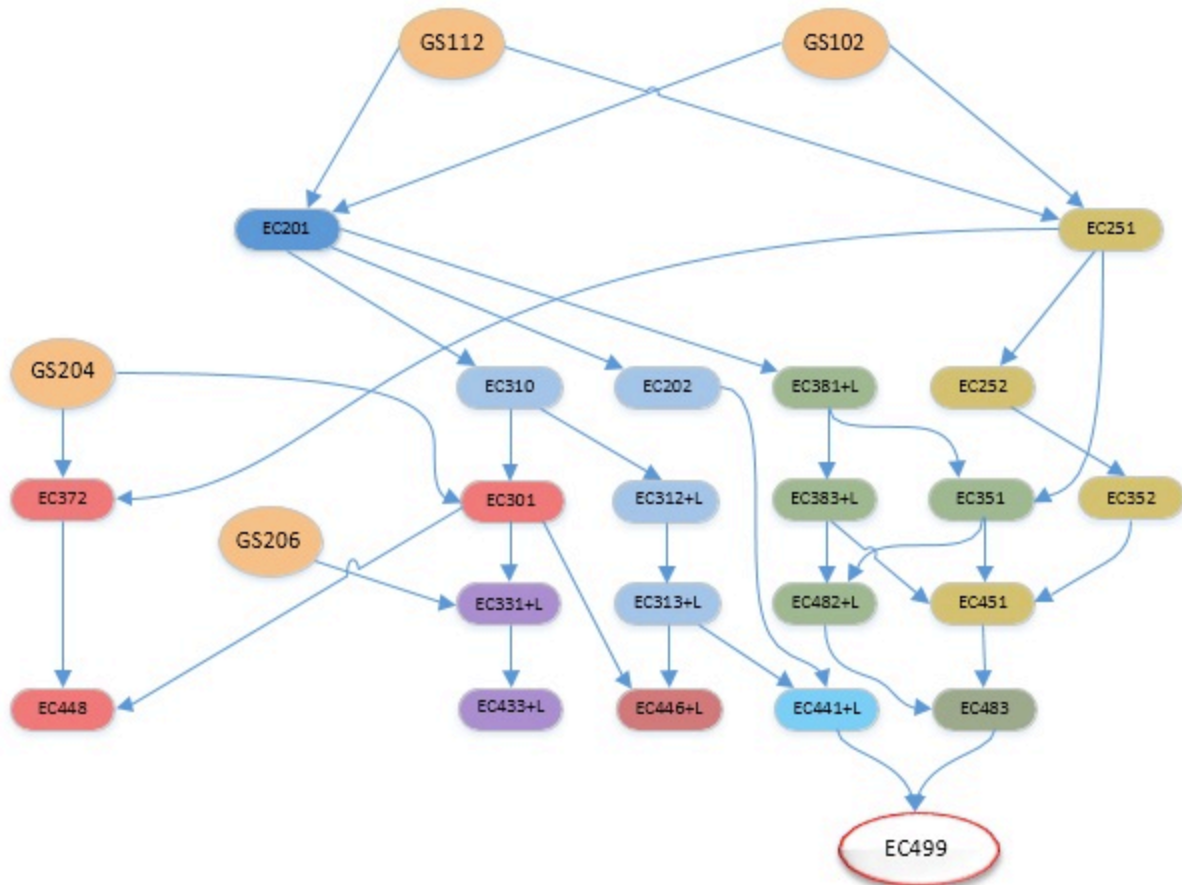 GS112
GS102
EC201
EC251
GS204
EC310
EC202
EC381+L
EC252
EC372
EC301
EC312+L
EC383+L
EC351
EC352
GS206
EC331+L
EC313+L
EC482+L
EC451
EC448
EC433+L
EC446+L
EC441+L
EC483
EC499